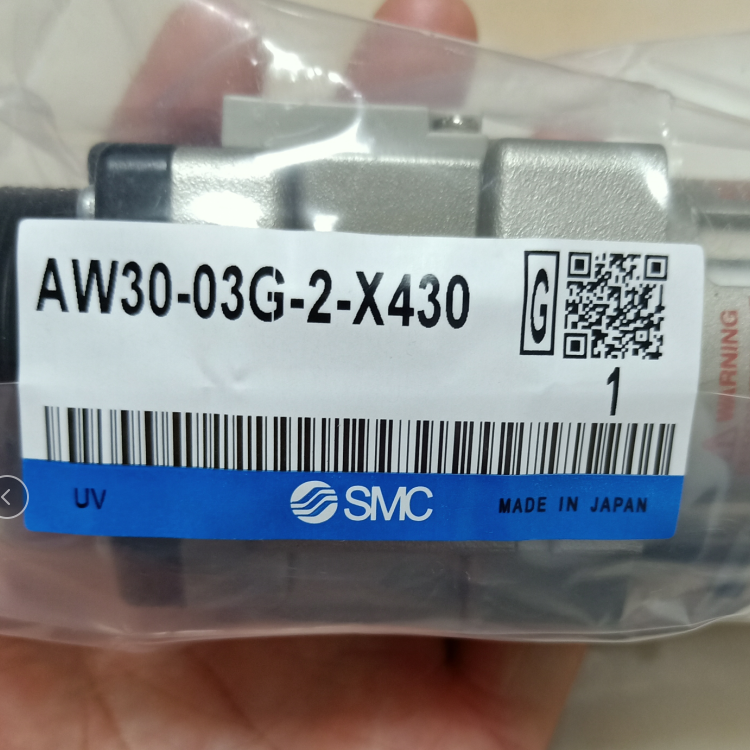 AW30-03G-2-X430
G
1
UV
SMC
MADE IN JAPAN
WARNING